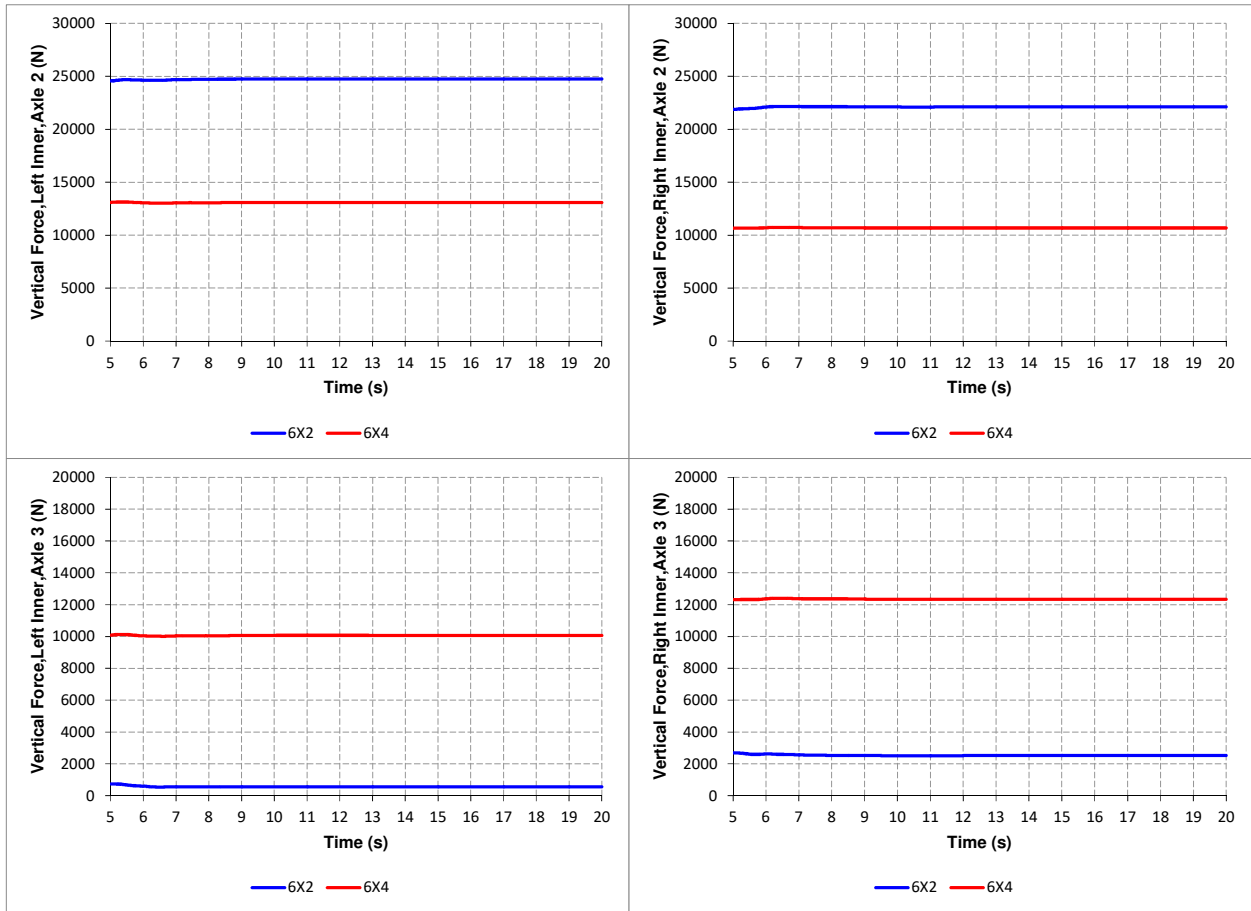 Vertical Force,Left Inner,Axle 2 (N)
30000
25000
20000
15000
10000
5000
0
5 6 7 8 9 10 11 12 13 14 15 16 17 18 19 20
Time (s)
6X2 6X4
Vertical Force,Right Inner,Axle 2 (N)
30000
25000
20000
15000
10000
5000
0
5 6 7 8 9 10 11 12 13 14 15 16 17 18 19 20
Time (s)
6X2 6X4
Vertical Force,Left Inner,Axle 3 (N)
20000
18000
16000
14000
12000
10000
8000
6000
4000
2000
0
5 6 7 8 9 10 11 12 13 14 15 16 17 18 19 20
Time (s)
6X2 6X4
Vertical Force,Right Inner,Axle 3 (N)
20000
18000
16000
14000
12000
10000
8000
6000
4000
2000
0
5 6 7 8 9 10 11 12 13 14 15 16 17 18 19 20
Time (s)
6X2 6X4